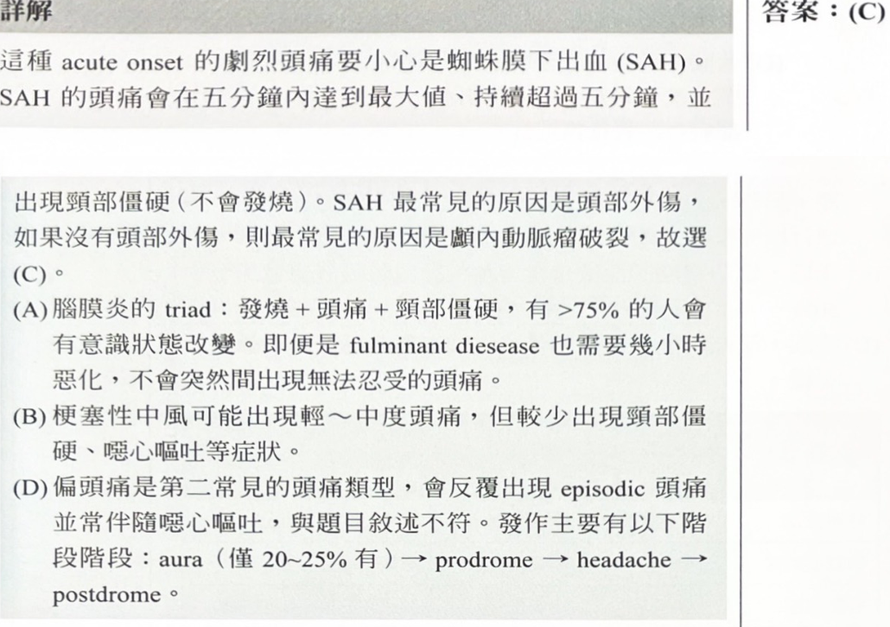 詳解
答案：(C)
這種 acute onset 的劇烈頭痛要小心是蜘蛛膜下出血 (SAH)。
SAH 的頭痛會在五分鐘內達到最大值、持續超過五分鐘，並
出現頸部僵硬（不會發燒）。SAH 最常見的原因是頭部外傷，
如果沒有頭部外傷，則最常見的原因是顱內動脈瘤破裂，故選
(C)。
(A) 腦膜炎的 triad：發燒 + 頭痛 + 頸部僵硬，有 >75% 的人會
有意識狀態改變。即便是 fulminant diesease 也需要幾小時
惡化，不會突然間出現無法忍受的頭痛。
(B) 梗塞性中風可能出現輕～中度頭痛，但較少出現頸部僵
硬、噁心嘔吐等症狀。
(D) 偏頭痛是第二常見的頭痛類型，會反覆出現 episodic 頭痛
並常伴隨噁心嘔吐，與題目敘述不符。發作主要有以下階
段階段：aura（僅 20~25% 有）→ prodrome → headache →
postdrome。